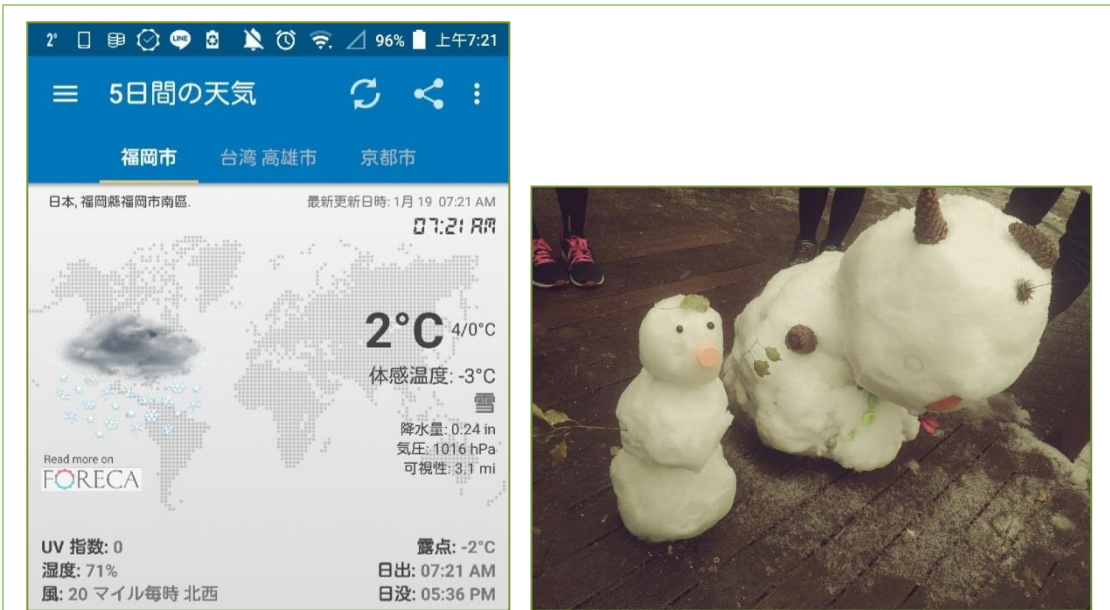 2° LINE 96% 上午7:21
5日間の天気
福岡市 台湾 高雄市 京都市
日本, 福岡縣福岡市南區. 最新更新日時: 1月 19 07:21 AM
07:21 AM
2°C 4/0°C
体感温度: -3°C
雪
降水量: 0.24 in
気圧: 1016 hPa
可視性: 3.1 mi
Read more on
FORECA
UV 指数: 0 露点: -2°C
湿度: 71% 日出: 07:21 AM
風: 20 マイル毎時 北西 日没: 05:36 PM